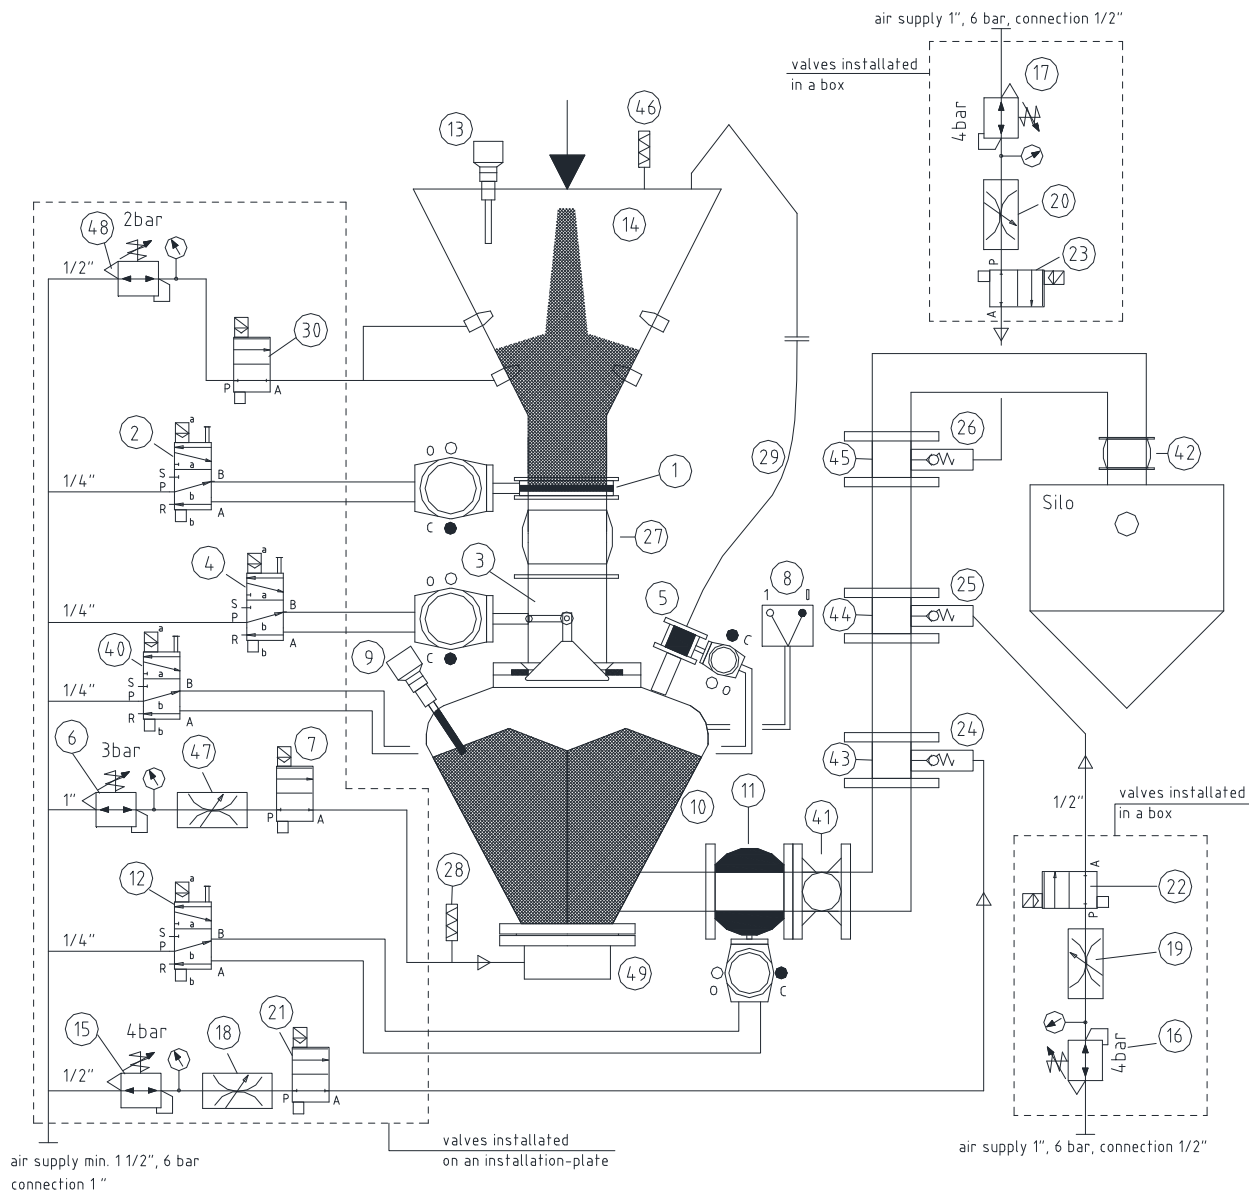 air supply 1", 6 bar, connection 1/2"
valves installated
in a box
17
4bar
46
13
20
14
48
2bar
P
23
1/2"
A
30
P
A
2
a
S
a
B
26
O
29
45
42
1/4"
P
b
1
R
A
b
C
Silo
27
4
a
3
8
S
a
B
O
5
1
0
25
1/4"
P
b
44
R
A
b
C
C
40
a
9
S
a
B
1/4"
P
b
O
R
A
b
6
3bar
47
7
24
43
11
1/2"
valves installated
in a box
10
41
1"
P
A
28
12
a
A
22
S
a
B
P
1/4"
P
b
R
A
b
49
O
C
19
15
4bar
18
21
16
4bar
1/2"
P
A
valves installated
on an installation-plate
air supply 1", 6 bar, connection 1/2"
air supply min. 1 1/2", 6 bar
connection 1 "